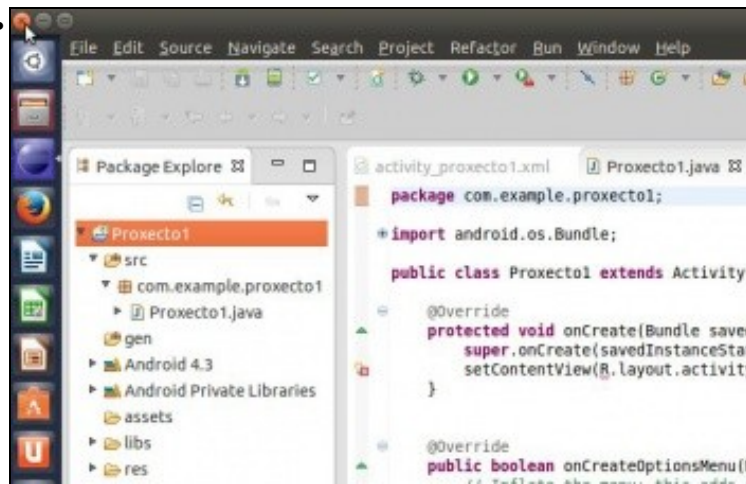 File Edit Source Navigate Search Project Refactor Run Window Help
Package Explore
activity_proxecto1.xml
Proxecto1.java
Proxecto1
src
com.example.proxecto1
Proxecto1.java
gen
Android 4.3
Android Private Libraries
assets
libs
res
package com.example.proxecto1;
import android.os.Bundle;
public class Proxecto1 extends Activity
@Override
protected void onCreate(Bundle save
super.onCreate(savedInstanceSta
setContentView(R.layout.activit
}
@Override
public boolean onCreateOptionsMenu(